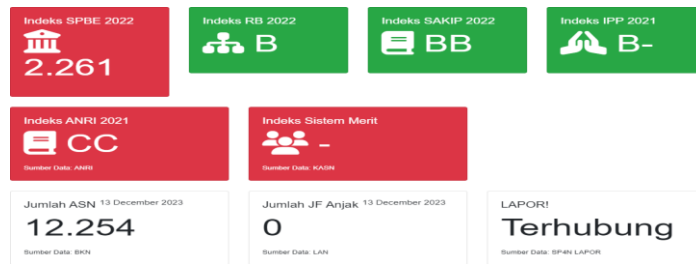 Indeks SPBE 2022
2.261
Indeks RB 2022
B
Indeks SAKIP 2022
BB
Indeks IPP 2021
B-
Indeks ANRI 2021
CC
Sumber Data: ANRI
Indeks Sistem Merit
-
Sumber Data: KASN
Jumlah ASN 13 December 2023
12.254
Sumber Data: BKN
Jumlah JF Anjak 13 December 2023
0
Sumber Data: LAN
LAPOR!
Terhubung
Sumber Data: SP4N LAPOR